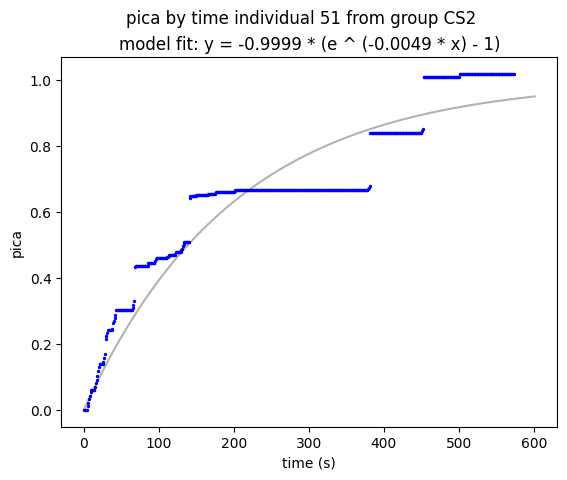 pica by time individual 51 from group CS2
model fit: y = -0.9999 * (e ^ (-0.0049 * x) - 1)
1.0
0.8
0.6
0.4
0.2
0.0
pica
0 100 200 300 400 500 600
time (s)